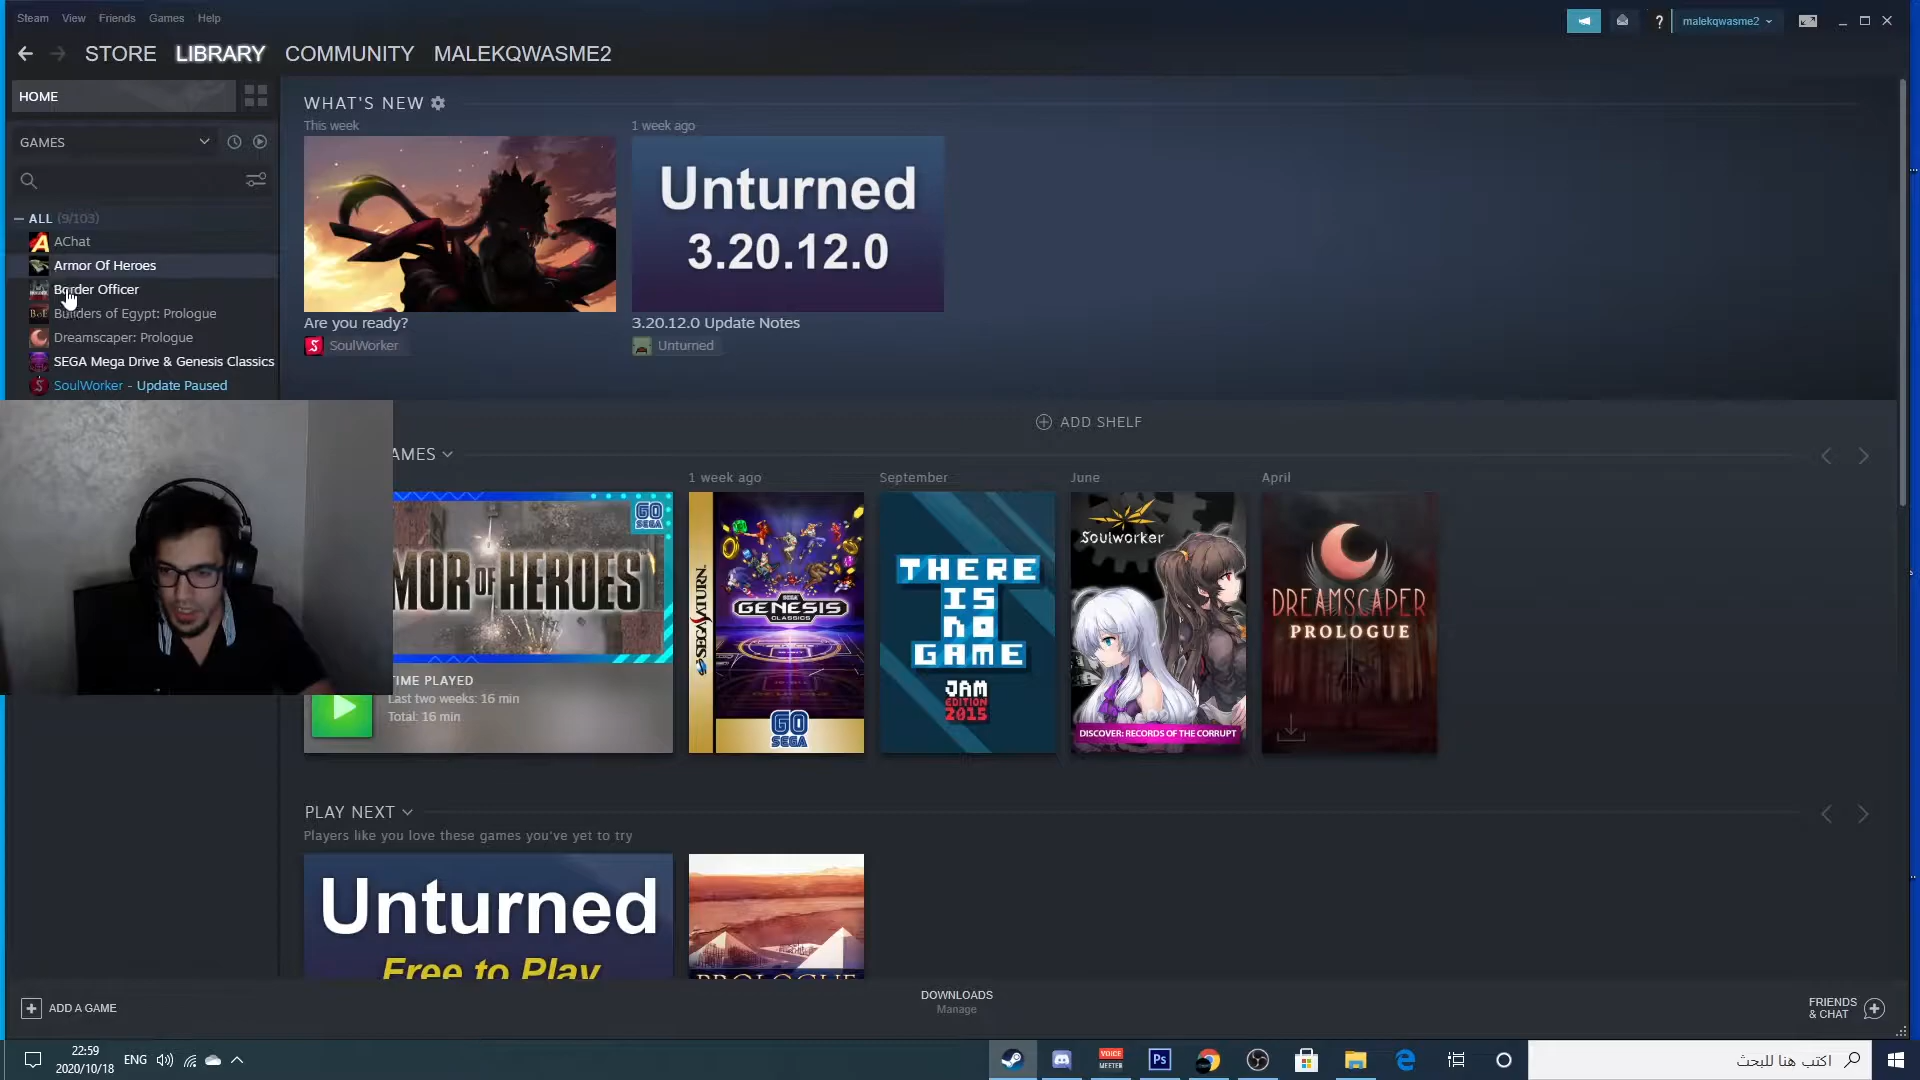 Steam View Friends Games Help
malekqwasme2
STORE LIBRARY COMMUNITY MALEKQWASME2
HOME
GAMES
ALL (9/103)
AChat
Armor Of Heroes
Border Officer
Builders of Egypt: Prologue
Dreamscaper: Prologue
SEGA Mega Drive & Genesis Classics
SoulWorker - Update Paused
WHAT'S NEW
This week
1 week ago
Unturned
3.20.12.0
Are you ready?
SoulWorker
3.20.12.0 Update Notes
Unturned
ADD SHELF
AMES
1 week ago
September
June
April
GO
SEGA
MOR OF HEROES
TIME PLAYED
Last two weeks: 16 min
Total: 16 min
SEGA SATURN.
SEGA
GENESIS
CLASSICS
GO
SEGA
THERE
IS
no
GAME
JAM
EDITION
2015
Soulworker
DISCOVER: RECORDS OF THE CORRUPT
DREAMSCAPER
PROLOGUE
PLAY NEXT
Players like you love these games you've yet to try
Unturned
Free to Play
PROLOGUE
ADD A GAME
DOWNLOADS
Manage
FRIENDS
& CHAT
22:59
2020/10/18
ENG
VOICE
MEETER
Ps
اكتب هنا للبحث